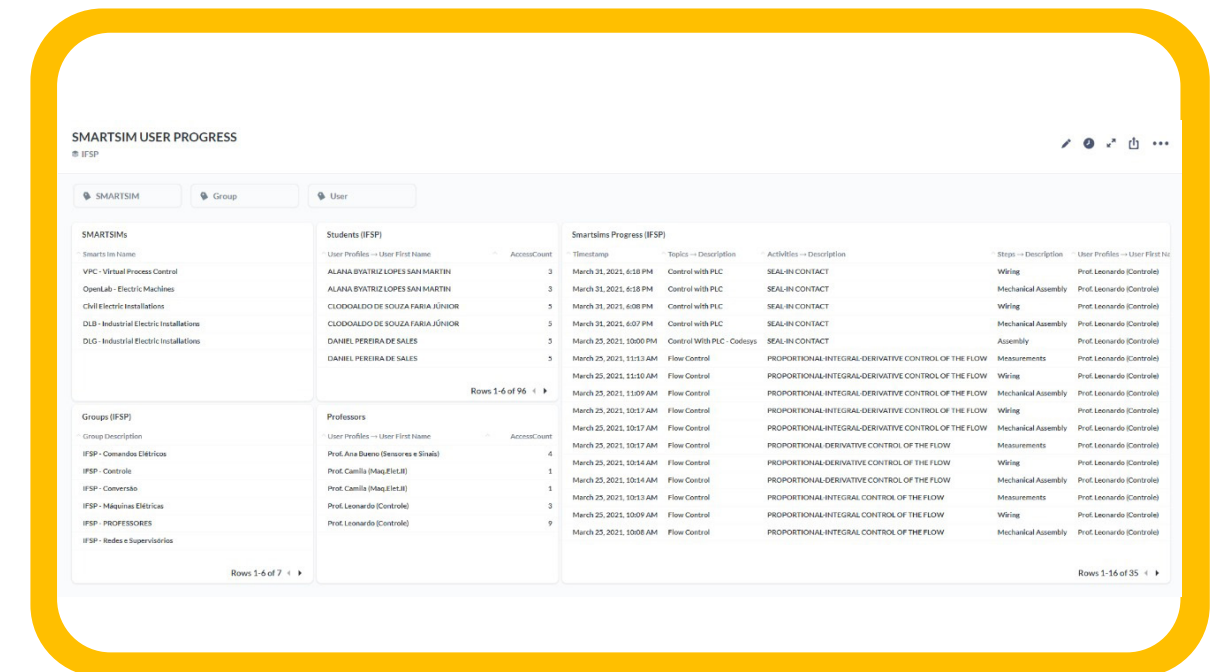 SMARTSIM USER PROGRESS
IFSP
SMARTSIM Group User
SMARTSIMs
Smarts Im Name
VPC - Virtual Process Control
OpenLab - Electric Machines
Civil Electric Installations
DLB - Industrial Electric Installations
DLG - Industrial Electric Installations
Students (IFSP)
User Profiles → User First Name AccessCount
ALANA BYATRIZ LOPES SAN MARTIN 3
ALANA BYATRIZ LOPES SAN MARTIN 3
CLODOALDO DE SOUZA FARIA JÚNIOR 5
CLODOALDO DE SOUZA FARIA JÚNIOR 5
DANIEL PEREIRA DE SALES 5
DANIEL PEREIRA DE SALES 5
Rows 1-6 of 96
Smartsims Progress (IFSP)
Timestamp Topics → Description Activities → Description Steps → Description User Profiles → User First Na
March 31, 2021, 6:18 PM Control with PLC SEAL-IN CONTACT Wiring Prof. Leonardo (Controle)
March 31, 2021, 6:18 PM Control with PLC SEAL-IN CONTACT Mechanical Assembly Prof. Leonardo (Controle)
March 31, 2021, 6:08 PM Control with PLC SEAL-IN CONTACT Wiring Prof. Leonardo (Controle)
March 31, 2021, 6:07 PM Control with PLC SEAL-IN CONTACT Mechanical Assembly Prof. Leonardo (Controle)
March 25, 2021, 10:00 PM Control With PLC - Codesys SEAL-IN CONTACT Assembly Prof. Leonardo (Controle)
March 25, 2021, 11:13 AM Flow Control PROPORTIONAL-INTEGRAL-DERIVATIVE CONTROL OF THE FLOW Measurements Prof. Leonardo (Controle)
March 25, 2021, 11:10 AM Flow Control PROPORTIONAL-INTEGRAL-DERIVATIVE CONTROL OF THE FLOW Wiring Prof. Leonardo (Controle)
March 25, 2021, 11:09 AM Flow Control PROPORTIONAL-INTEGRAL-DERIVATIVE CONTROL OF THE FLOW Mechanical Assembly Prof. Leonardo (Controle)
March 25, 2021, 10:17 AM Flow Control PROPORTIONAL-INTEGRAL-DERIVATIVE CONTROL OF THE FLOW Wiring Prof. Leonardo (Controle)
March 25, 2021, 10:17 AM Flow Control PROPORTIONAL-INTEGRAL-DERIVATIVE CONTROL OF THE FLOW Mechanical Assembly Prof. Leonardo (Controle)
March 25, 2021, 10:17 AM Flow Control PROPORTIONAL-DERIVATIVE CONTROL OF THE FLOW Measurements Prof. Leonardo (Controle)
March 25, 2021, 10:14 AM Flow Control PROPORTIONAL-DERIVATIVE CONTROL OF THE FLOW Wiring Prof. Leonardo (Controle)
March 25, 2021, 10:14 AM Flow Control PROPORTIONAL-DERIVATIVE CONTROL OF THE FLOW Mechanical Assembly Prof. Leonardo (Controle)
March 25, 2021, 10:13 AM Flow Control PROPORTIONAL-INTEGRAL CONTROL OF THE FLOW Measurements Prof. Leonardo (Controle)
March 25, 2021, 10:09 AM Flow Control PROPORTIONAL-INTEGRAL CONTROL OF THE FLOW Wiring Prof. Leonardo (Controle)
March 25, 2021, 10:08 AM Flow Control PROPORTIONAL-INTEGRAL CONTROL OF THE FLOW Mechanical Assembly Prof. Leonardo (Controle)
Rows 1-16 of 35
Groups (IFSP)
Group Description
IFSP - Comandos Elétricos
IFSP - Controle
IFSP - Conversão
IFSP - Máquinas Elétricas
IFSP - PROFESSORES
IFSP - Redes e Supervisórios
Rows 1-6 of 7
Professors
User Profiles → User First Name AccessCount
Prof. Ana Bueno (Sensores e Sinais) 4
Prof. Camila (Maq.Elet.II) 1
Prof. Camila (Maq.Elet.II) 1
Prof. Leonardo (Controle) 3
Prof. Leonardo (Controle) 9